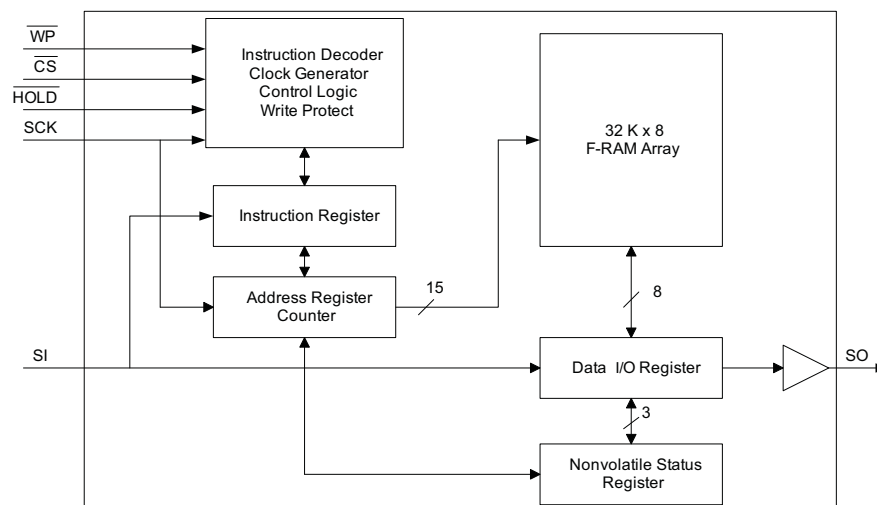 WP
CS
HOLD
SCK
Instruction Decoder
Clock Generator
Control Logic
Write Protect
32 K x 8
F-RAM Array
Instruction Register
Address Register
Counter
15
8
SI
Data I/O Register
SO
3
Nonvolatile Status
Register